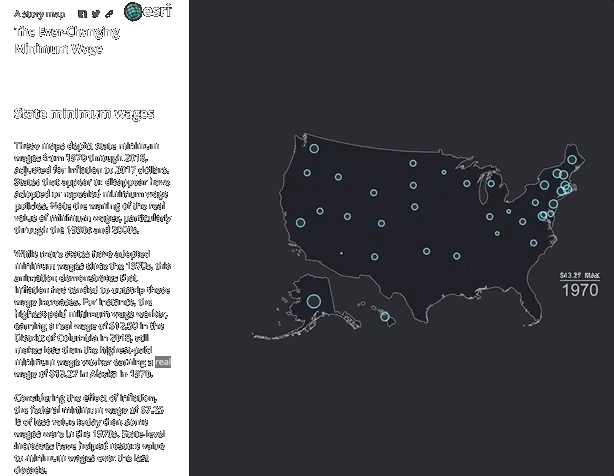 A story map
esri
The Ever-Changing
Minimum Wage
State minimum wages
These maps depict state minimum
wages from 1970 through 2018,
adjusted for inflation to 2017 dollars.
States that appear or disappear have
adopted or repealed minimum wage
policies. Note the waning of the real
value of minimum wages, particularly
through the 1980s and 2000s.
While more states have adopted
minimum wages since the 1970s, this
animation demonstrates that
inflation has tended to outstrip those
wage increases. For instance, the
highest-paid minimum wage worker,
earning a real wage of in the
District of Columbia in 2018, still
makes less than the highest-paid
minimum wage worker earning a real
wage of $13.27 in Alaska in 1970.
Considering the effect of inflation,
the federal minimum wage of $7.25
is of less value today than some
wages were in the 1970s. State-level
increases have helped restore value
to minimum wages over the last
decade.
$13.27 MAX
1970